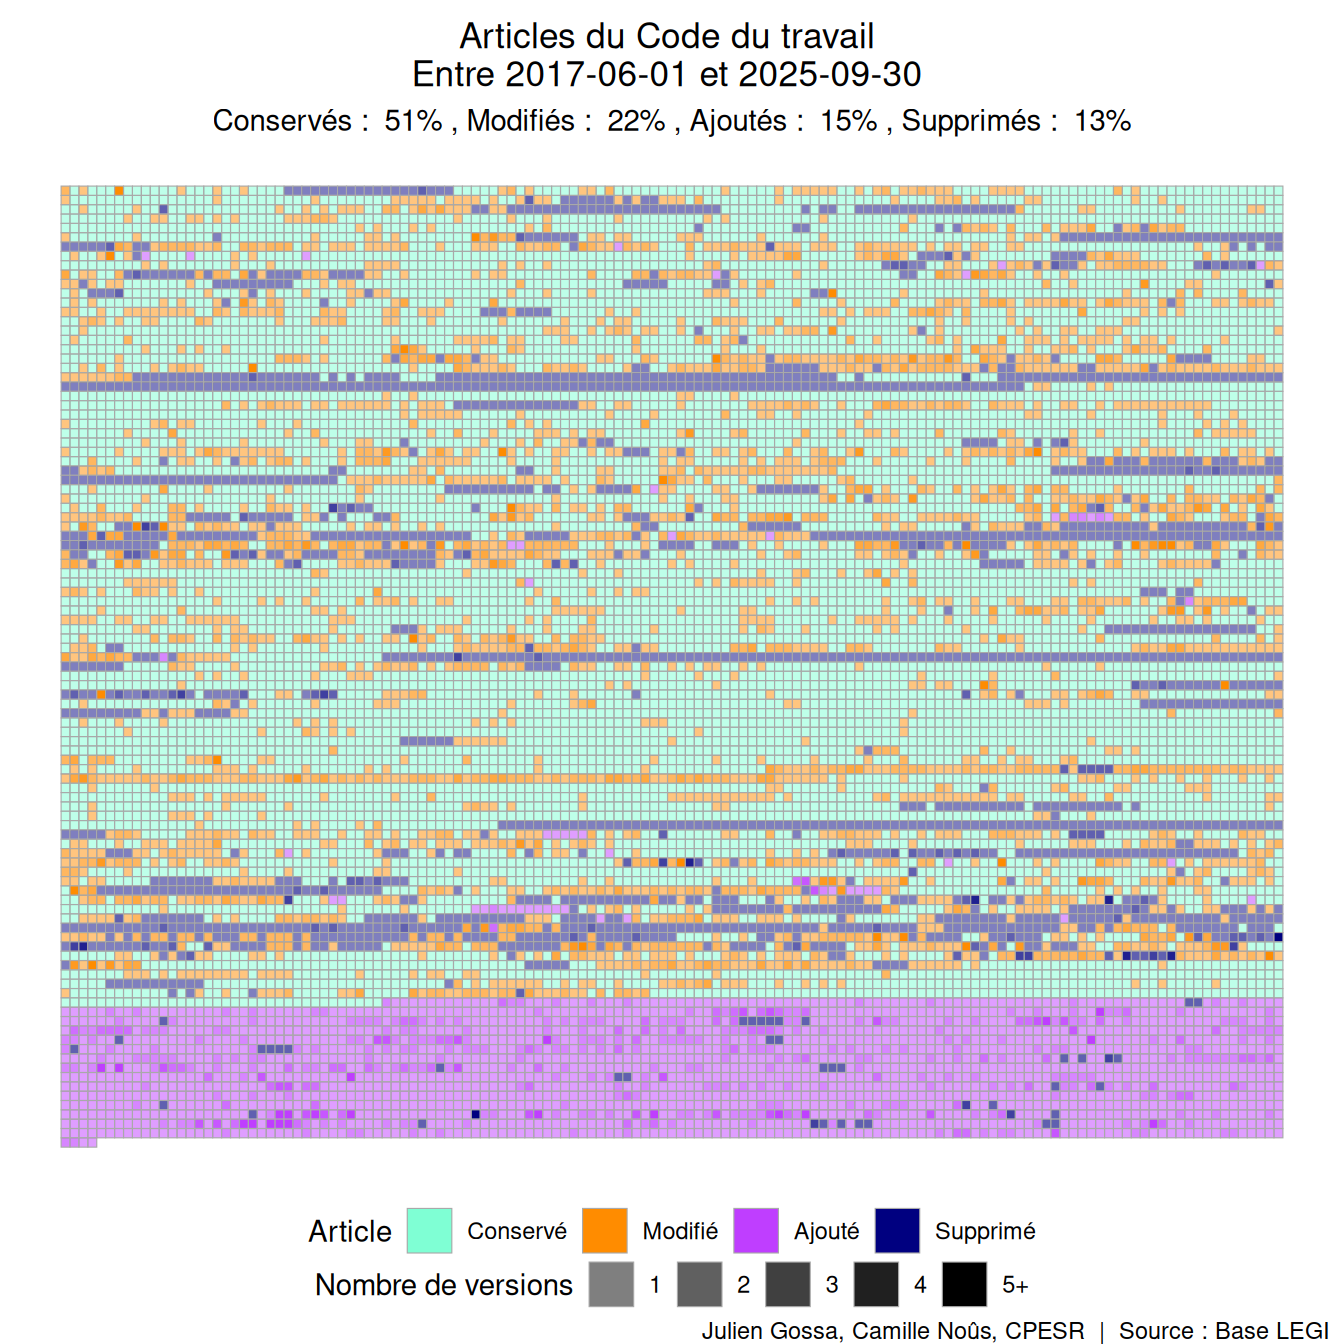 Articles du Code du travail
Entre 2017-06-01 et 2025-09-30
Conservés :  51% , Modifiés :  22% , Ajoutés :  15% , Supprimés :  13%
Article Conservé Modifié Ajouté Supprimé
Nombre de versions 1 2 3 4 5+
Julien Gossa, Camille Noûs, CPESR | Source : Base LEGI